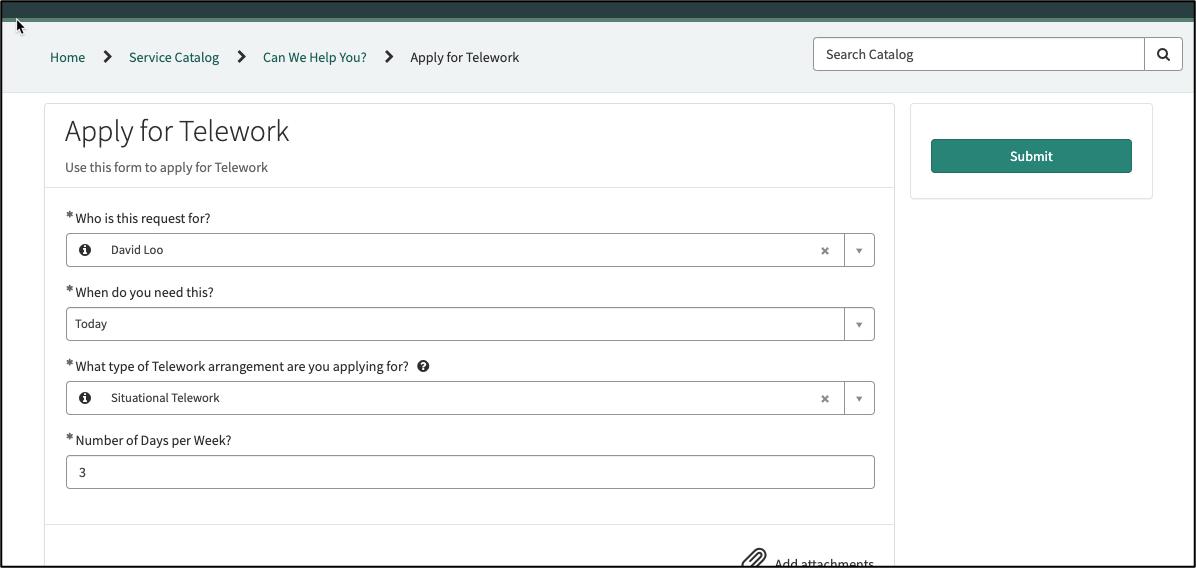 Home Service Catalog Can We Help You? Apply for Telework
Search Catalog
Apply for Telework
Use this form to apply for Telework
Submit
* Who is this request for?
David Loo
* When do you need this?
Today
* What type of Telework arrangement are you applying for?
Situational Telework
* Number of Days per Week?
3
Add attachments